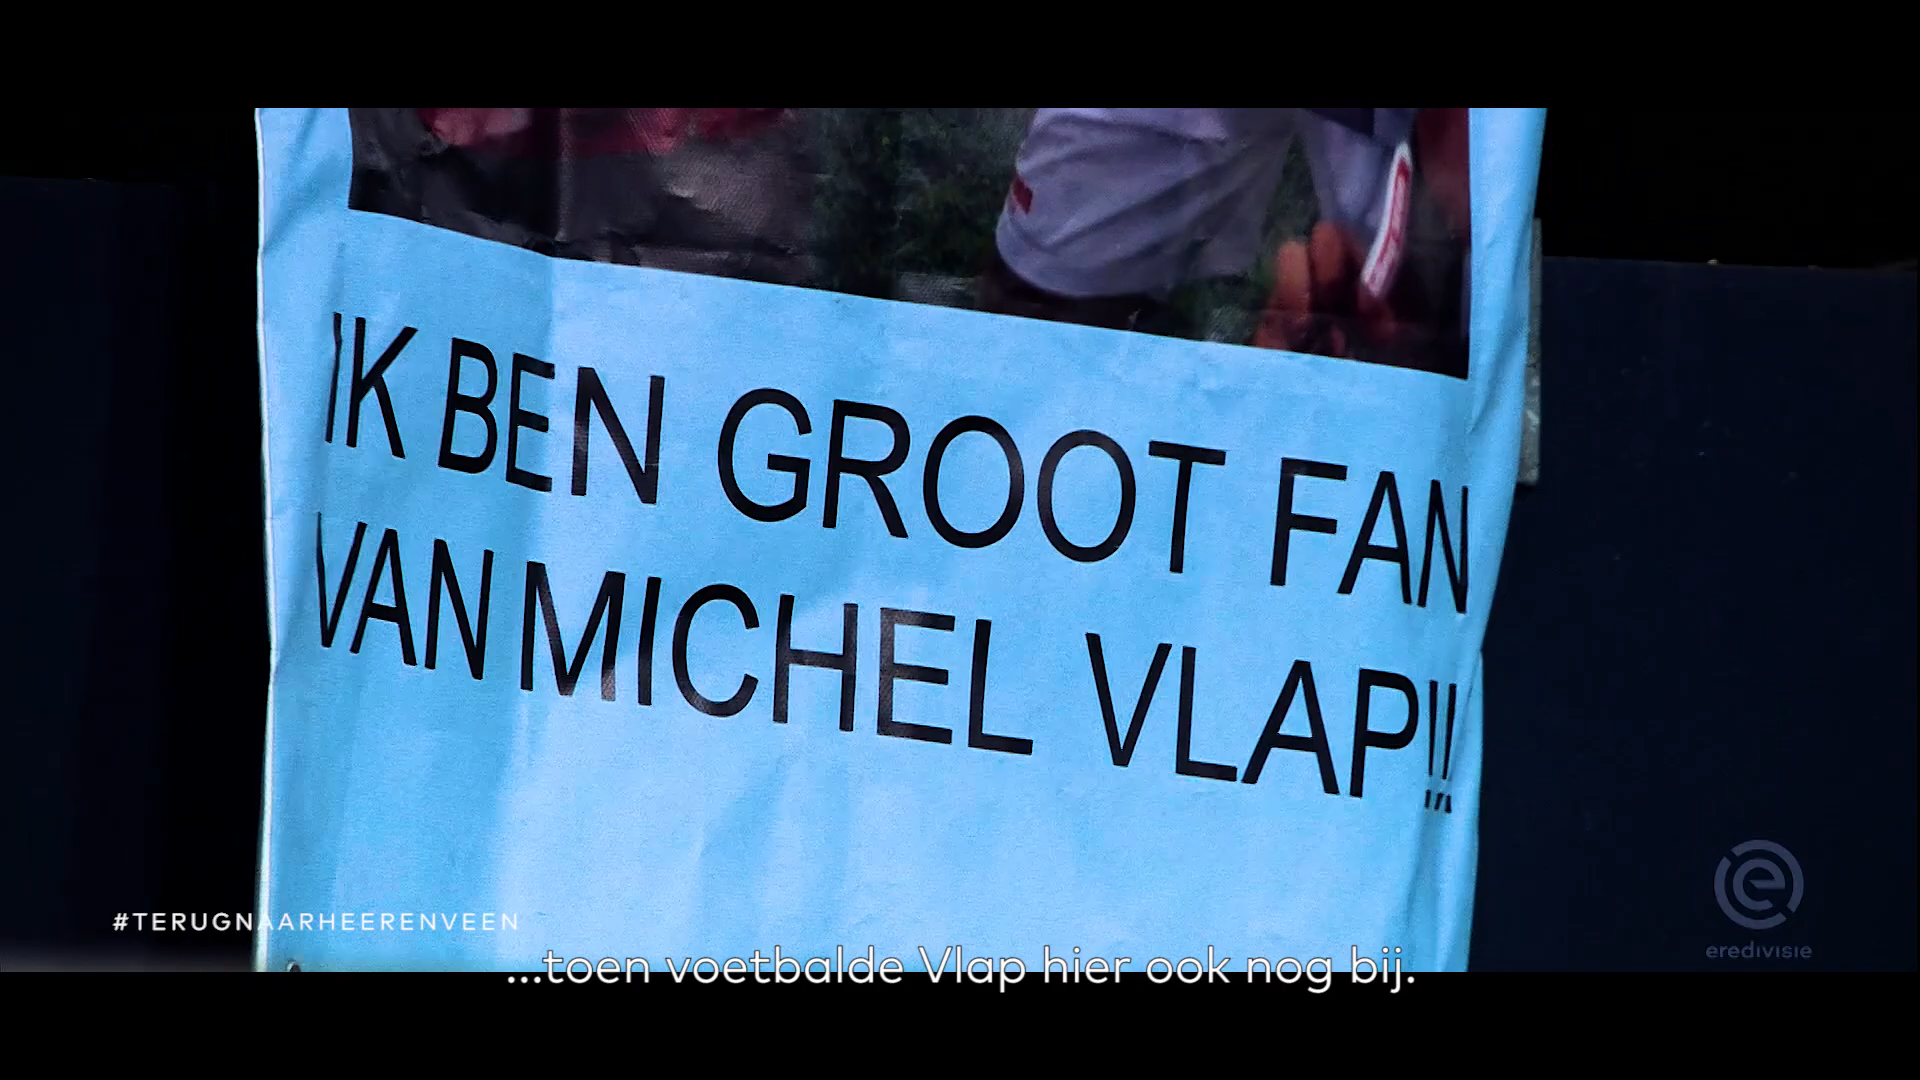 IK BEN GROOT FAN
VAN MICHEL VLAP!!
#TERUGNAARHEERENVEEN
eredivisie
...toen voetbalde Vlap hier ook nog bij.